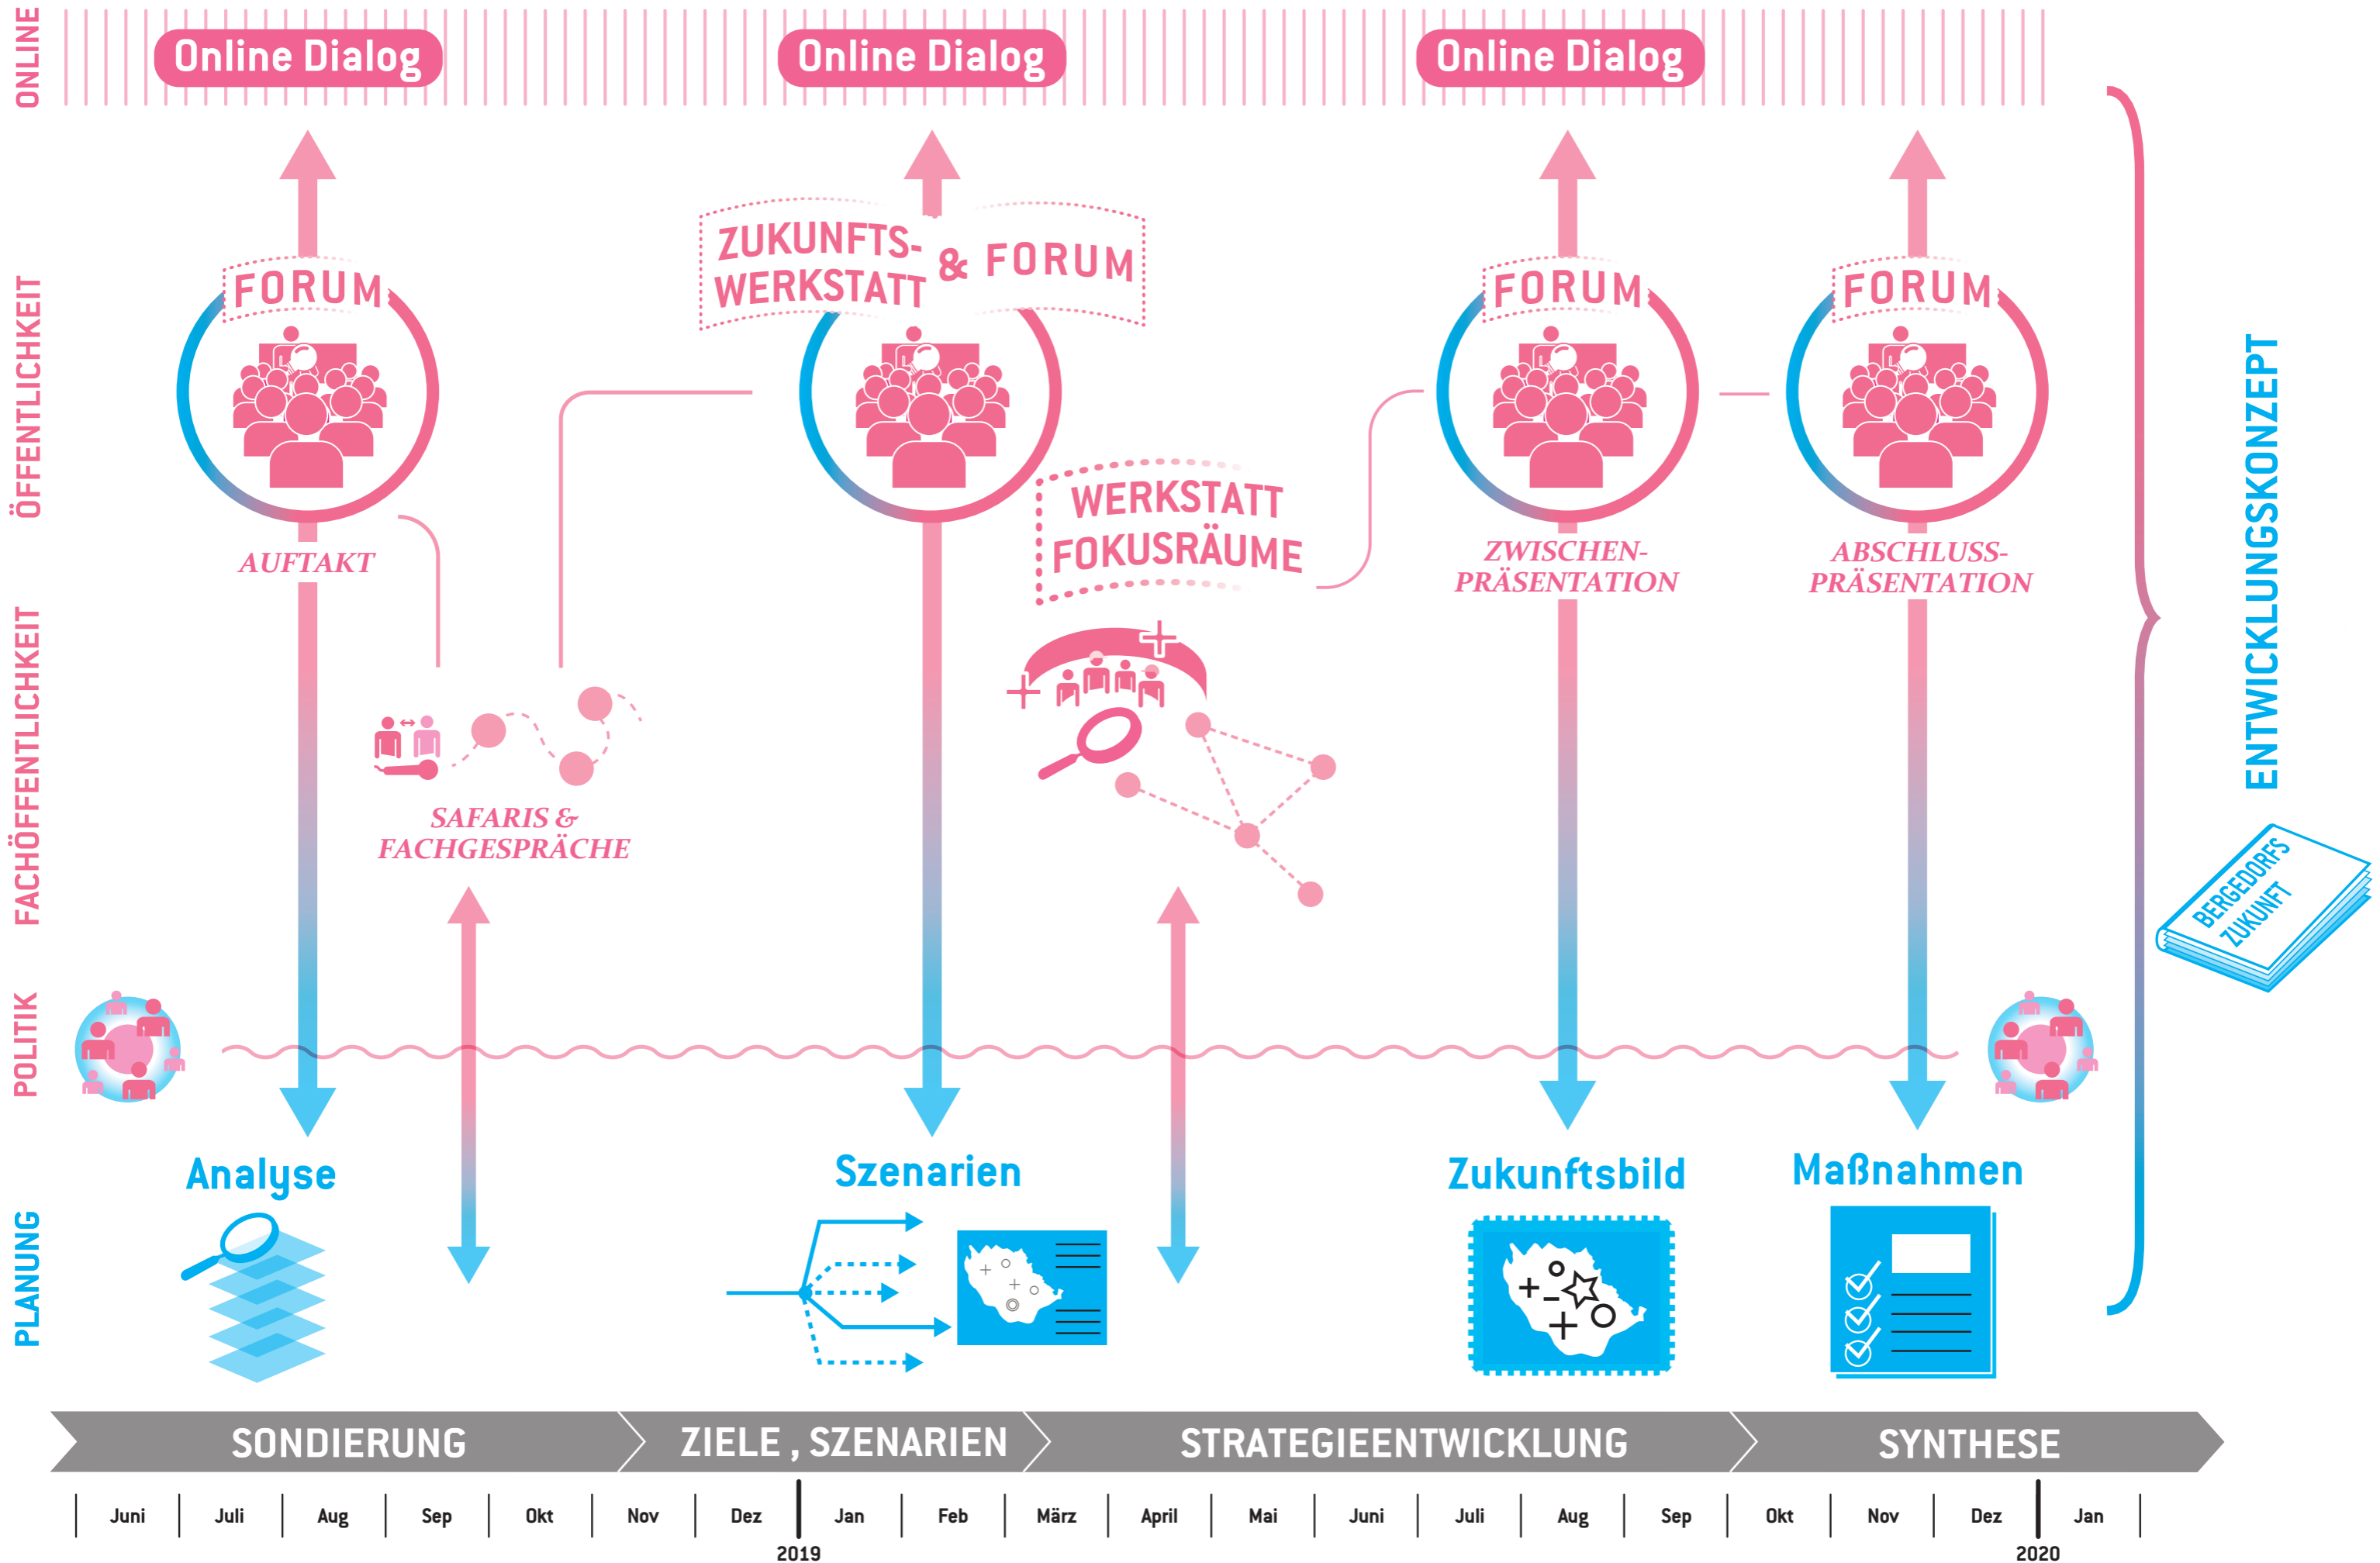 ONLINE
Online Dialog
Online Dialog
Online Dialog
ÖFFENTLICHKEIT
FORUM
AUFTAKT
ZUKUNFTS-
WERKSTATT
& FORUM
FORUM
ZWISCHEN-
PRÄSENTATION
FORUM
ABSCHLUSS-
PRÄSENTATION
WERKSTATT
FOKUSRÄUME
FACHÖFFENTLICHKEIT
SAFARIS &
FACHGESPRÄCHE
POLITIK
PLANUNG
Analyse
Szenarien
Zukunftsbild
Maßnahmen
ENTWICKLUNGSKONZEPT
BERGEDORFS
ZUKUNFT
SONDIERUNG
ZIELE , SZENARIEN
STRATEGIEENTWICKLUNG
SYNTHESE
Juni Juli Aug Sep Okt Nov Dez Jan Feb März April Mai Juni Juli Aug Sep Okt Nov Dez Jan
2019 2020